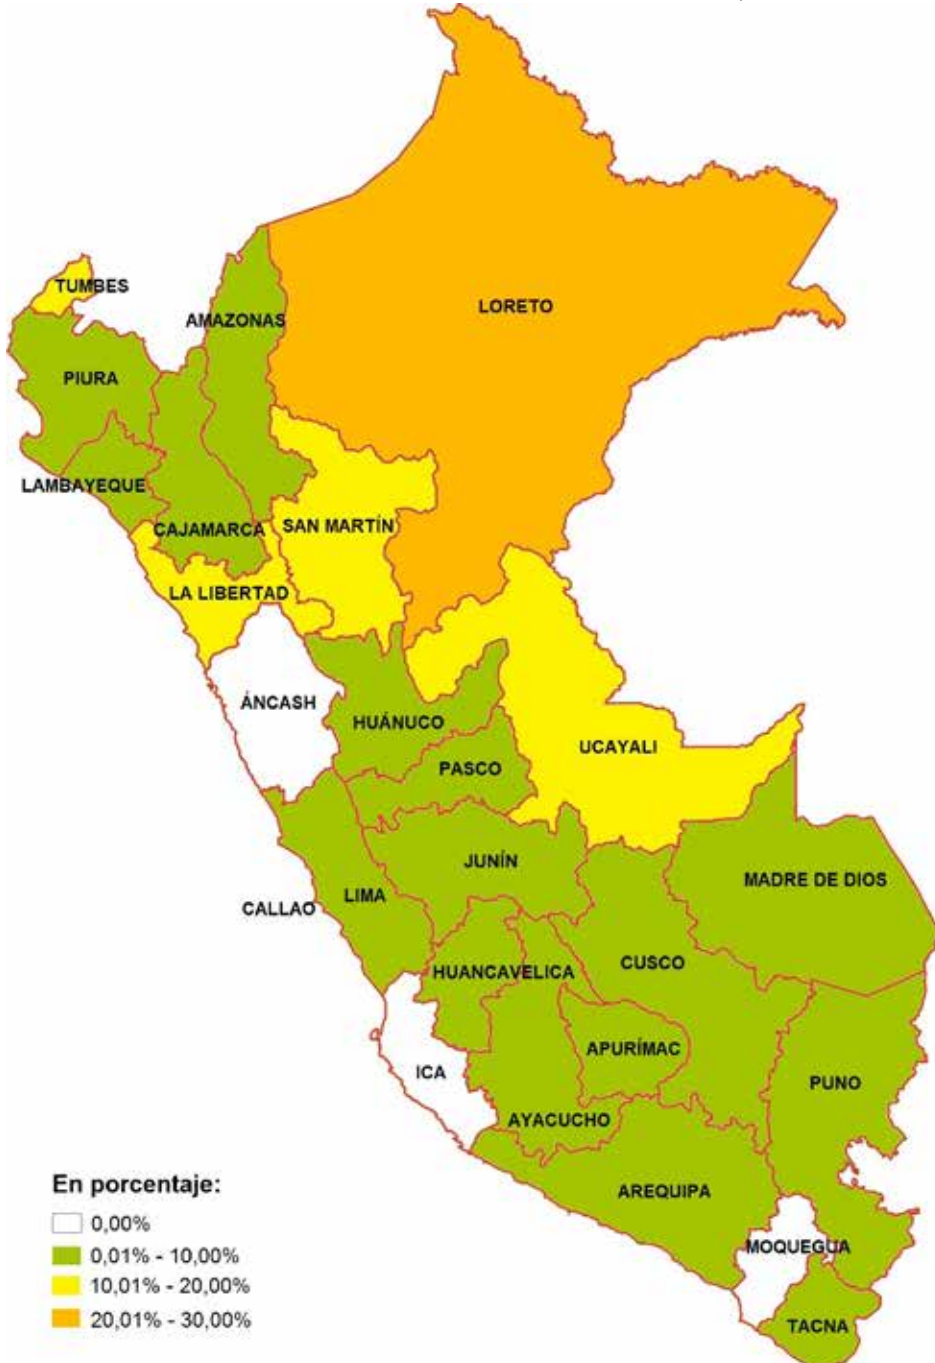 TUMBES
LORETO
AMAZONAS
PIURA
LAMBAYEQUE
CAJAMARCA
SAN MARTÍN
LA LIBERTAD
ÁNCASH
HUÁNUCO
UCAYALI
PASCO
JUNÍN
MADRE DE DIOS
LIMA
CALLAO
CUSCO
HUANCAVELICA
APURÍMAC
ICA
PUNO
AYACUCHO
AREQUIPA
MOQUEGUA
TACNA
En porcentaje:
0,00%
0,01% - 10,00%
10,01% - 20,00%
20,01% - 30,00%